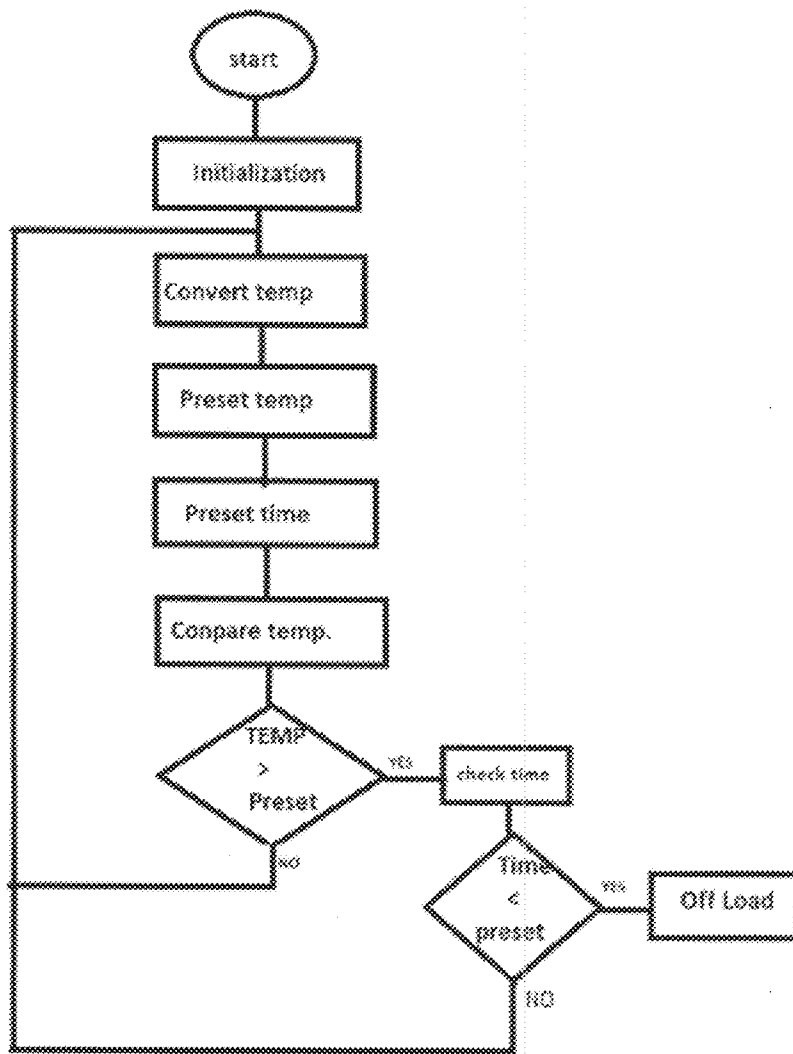 start
Initialization
Convert temp
Preset temp
Preset time
Conpare temp.
TEMP
>
Preset
YES
check time
NO
Time
<
preset
YES
Off Load
NO